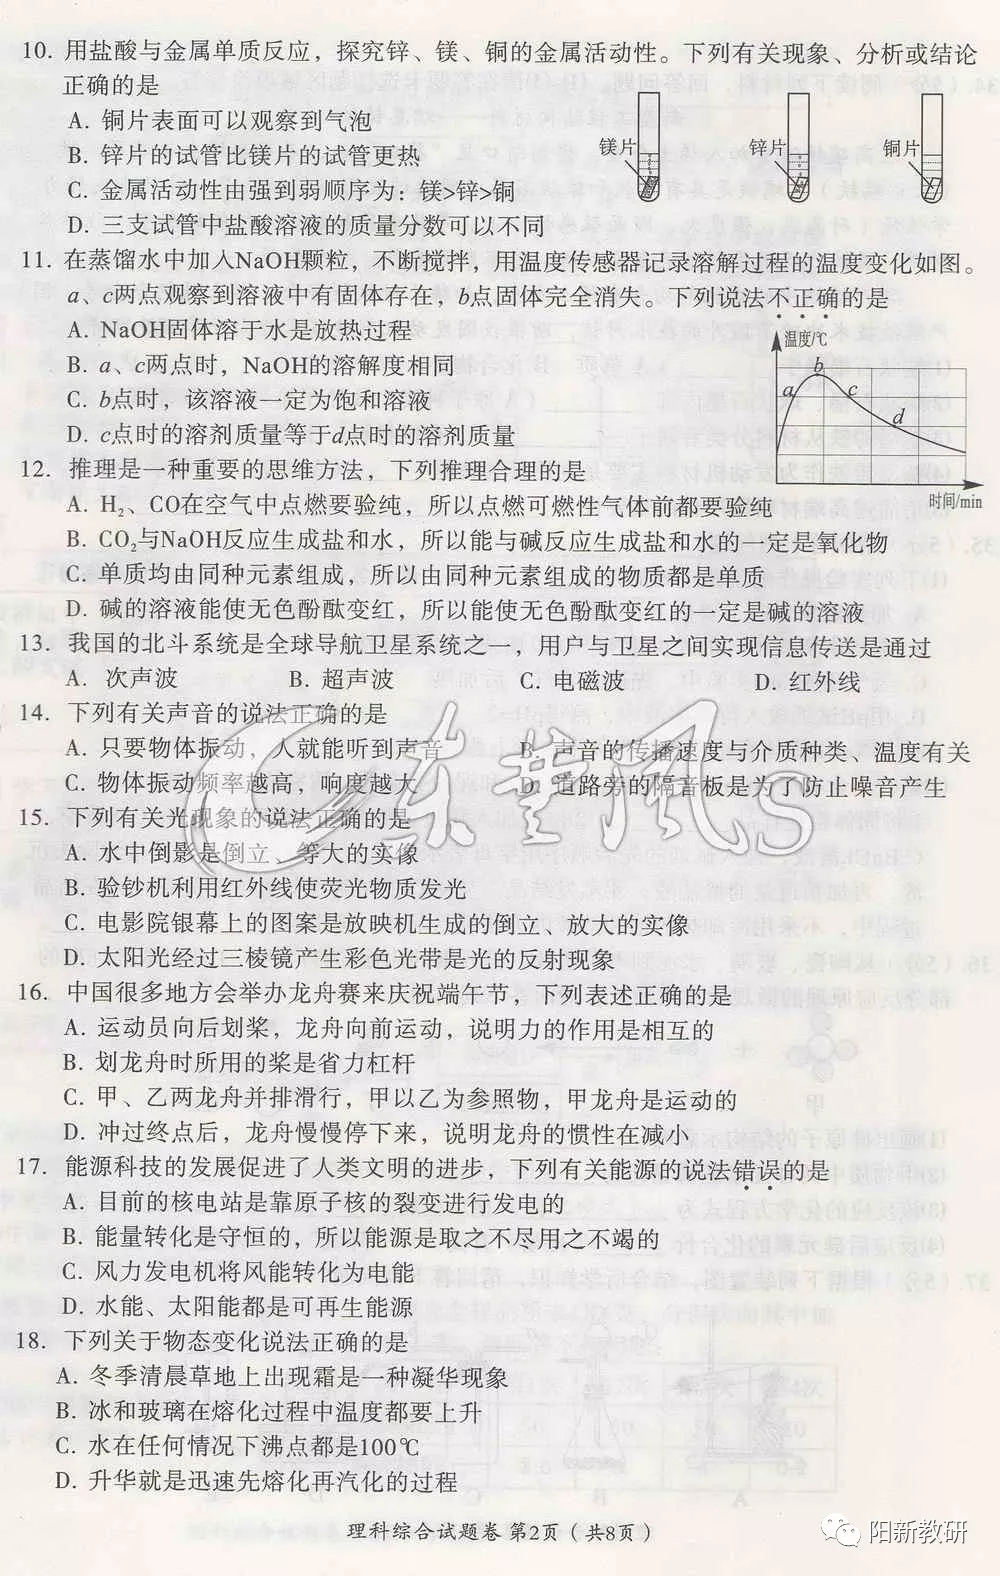 10. 用盐酸与金属单质反应，探究锌、镁、铜的金属活动性。下列有关现象、分析或结论
正确的是
A. 铜片表面可以观察到气泡
B. 锌片的试管比镁片的试管更热
C. 金属活动性由强到弱顺序为：镁>锌>铜
D. 三支试管中盐酸溶液的质量分数可以不同
镁片 锌片 铜片
11. 在蒸馏水中加入NaOH颗粒，不断搅拌，用温度传感器记录溶解过程的温度变化如图。
a、c两点观察到溶液中有固体存在，b点固体完全消失。下列说法不正确的是
A. NaOH固体溶于水是放热过程
B. a、c两点时，NaOH的溶解度相同
C. b点时，该溶液一定为饱和溶液
D. c点时的溶剂质量等于d点时的溶剂质量
温度/℃
a b c d
时间/min
12. 推理是一种重要的思维方法，下列推理合理的是
A. H₂、CO在空气中点燃要验纯，所以点燃可燃性气体前都要验纯
B. CO₂与NaOH反应生成盐和水，所以能与碱反应生成盐和水的一定是氧化物
C. 单质均由同种元素组成，所以由同种元素组成的物质都是单质
D. 碱的溶液能使无色酚酞变红，所以能使无色酚酞变红的一定是碱的溶液
13. 我国的北斗系统是全球导航卫星系统之一，用户与卫星之间实现信息传送是通过
A. 次声波 B. 超声波 C. 电磁波 D. 红外线
14. 下列有关声音的说法正确的是
A. 只要物体振动，人就能听到声音 B. 声音的传播速度与介质种类、温度有关
C. 物体振动频率越高，响度越大 D. 道路旁的隔音板是为了防止噪音产生
15. 下列有关光现象的说法正确的是
A. 水中倒影是倒立、等大的实像
B. 验钞机利用红外线使荧光物质发光
C. 电影院银幕上的图案是放映机生成的倒立、放大的实像
D. 太阳光经过三棱镜产生彩色光带是光的反射现象
16. 中国很多地方会举办龙舟赛来庆祝端午节，下列表述正确的是
A. 运动员向后划桨，龙舟向前运动，说明力的作用是相互的
B. 划龙舟时所用的桨是省力杠杆
C. 甲、乙两龙舟并排滑行，甲以乙为参照物，甲龙舟是运动的
D. 冲过终点后，龙舟慢慢停下来，说明龙舟的惯性在减小
17. 能源科技的发展促进了人类文明的进步，下列有关能源的说法错误的是
A. 目前的核电站是靠原子核的裂变进行发电的
B. 能量转化是守恒的，所以能源是取之不尽用之不竭的
C. 风力发电机将风能转化为电能
D. 水能、太阳能都是可再生能源
18. 下列关于物态变化说法正确的是
A. 冬季清晨草地上出现霜是一种凝华现象
B. 冰和玻璃在熔化过程中温度都要上升
C. 水在任何情况下沸点都是100℃
D. 升华就是迅速先熔化再汽化的过程
理科综合试题卷 第2页（共8页）
阳新教研